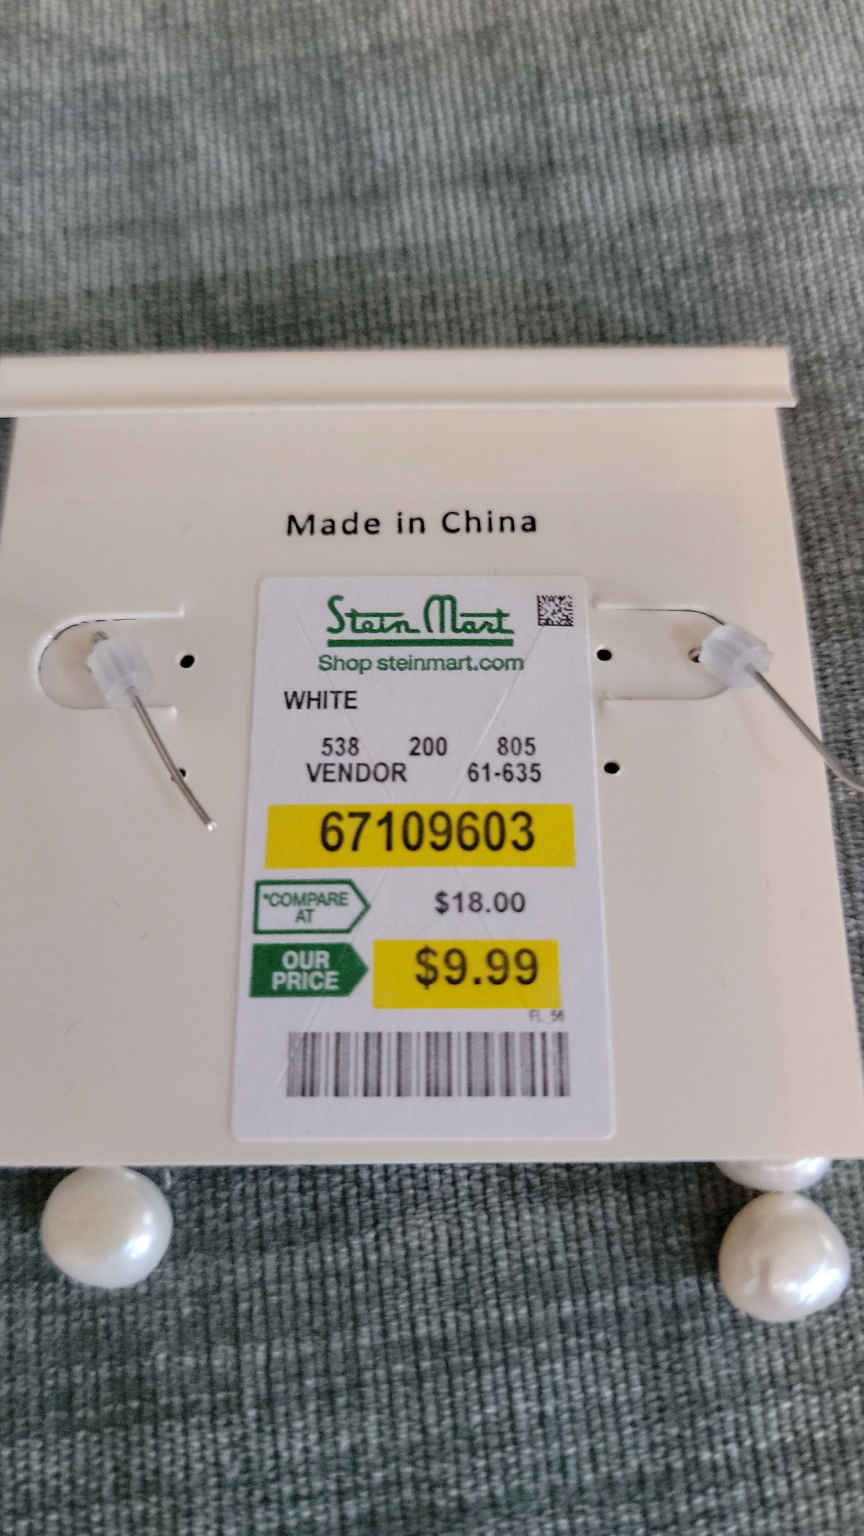 Made in China
Stein Mart
Shop steinmart.com
WHITE
538 200 805
VENDOR 61-635
67109603
*COMPARE AT $18.00
OUR PRICE $9.99
FL 56